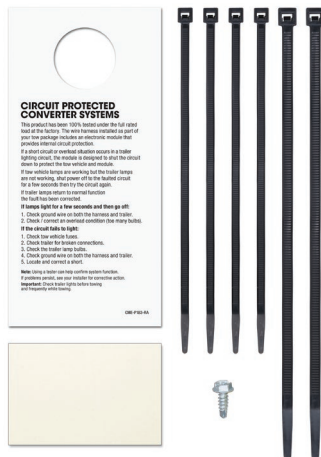 CIRCUIT PROTECTED
CONVERTER SYSTEMS
This product has been 100% tested under the full rated
load at the factory. The wire harness installed as part of
your tow package includes an electronic module that
provides internal circuit protection.
If a short circuit or overload situation occurs in a trailer
lighting circuit, the module is designed to shut the circuit
down to protect the tow vehicle and module.
If tow vehicle lamps are working but the trailer lamps
are not working, shut power off to the faulted circuit
for a few seconds then try the circuit again.
If trailer lamps return to normal function
the fault has been corrected.
If lamps light for a few seconds and then go off:
1. Check ground wire on both the harness and trailer.
2. Check / correct an overload condition (too many bulbs).
If the circuit fails to light:
1. Check tow vehicle fuses.
2. Check trailer for broken connections.
3. Check the trailer lamp bulbs.
4. Check ground wire on both the harness and trailer.
5. Locate and correct a short.
Note: Using a tester can help confirm system function.
If problems persist, see your installer for corrective action.
Important: Check trailer lights before towing
and frequently while towing.